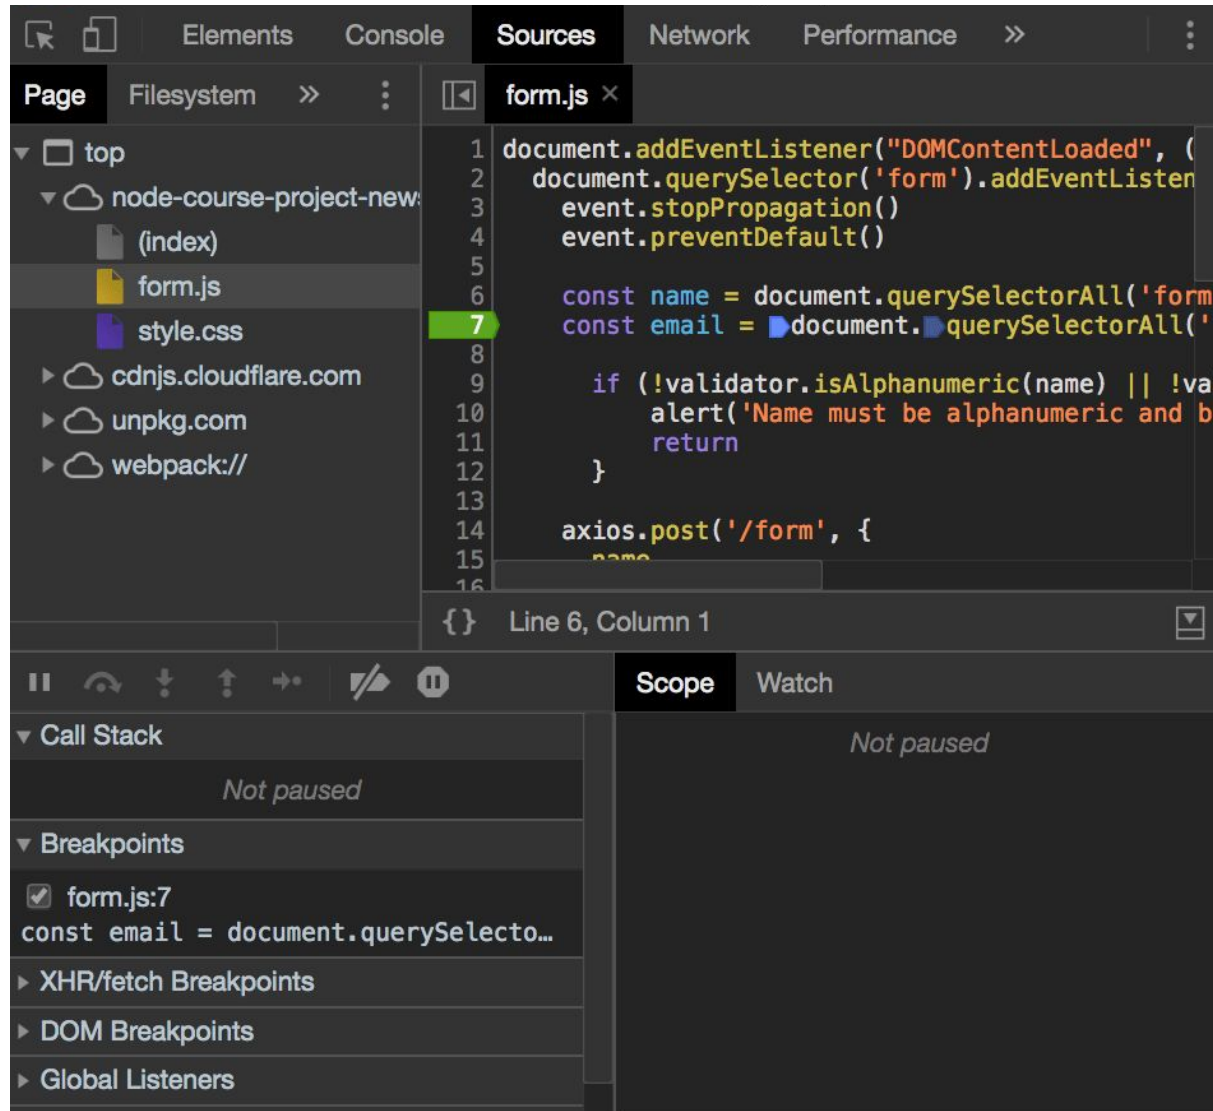 Elements Console Sources Network Performance »
Page Filesystem »
form.js ×
top
node-course-project-new
(index)
form.js
style.css
cdnjs.cloudflare.com
unpkg.com
webpack://
1 document.addEventListener("DOMContentLoaded", (
2 document.querySelector('form').addEventListen
3 event.stopPropagation()
4 event.preventDefault()
5
6 const name = document.querySelectorAll('form
7 const email = document.querySelectorAll('
8
9 if (!validator.isAlphanumeric(name) || !va
10 alert('Name must be alphanumeric and b
11 return
12 }
13
14 axios.post('/form', {
15 name
16
{} Line 6, Column 1
Scope Watch
Call Stack
Not paused
Not paused
Breakpoints
form.js:7
const email = document.querySelecto…
XHR/fetch Breakpoints
DOM Breakpoints
Global Listeners